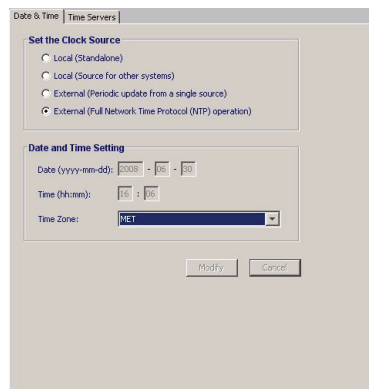 Date & Time Time Servers
Set the Clock Source
Local (Standalone)
Local (Source for other systems)
External (Periodic update from a single source)
External (Full Network Time Protocol (NTP) operation)
Date and Time Setting
Date (yyyy-mm-dd): 2008 - 06 - 30
Time (hh:mm): 16 : 06
Time Zone: MET
Modify Cancel